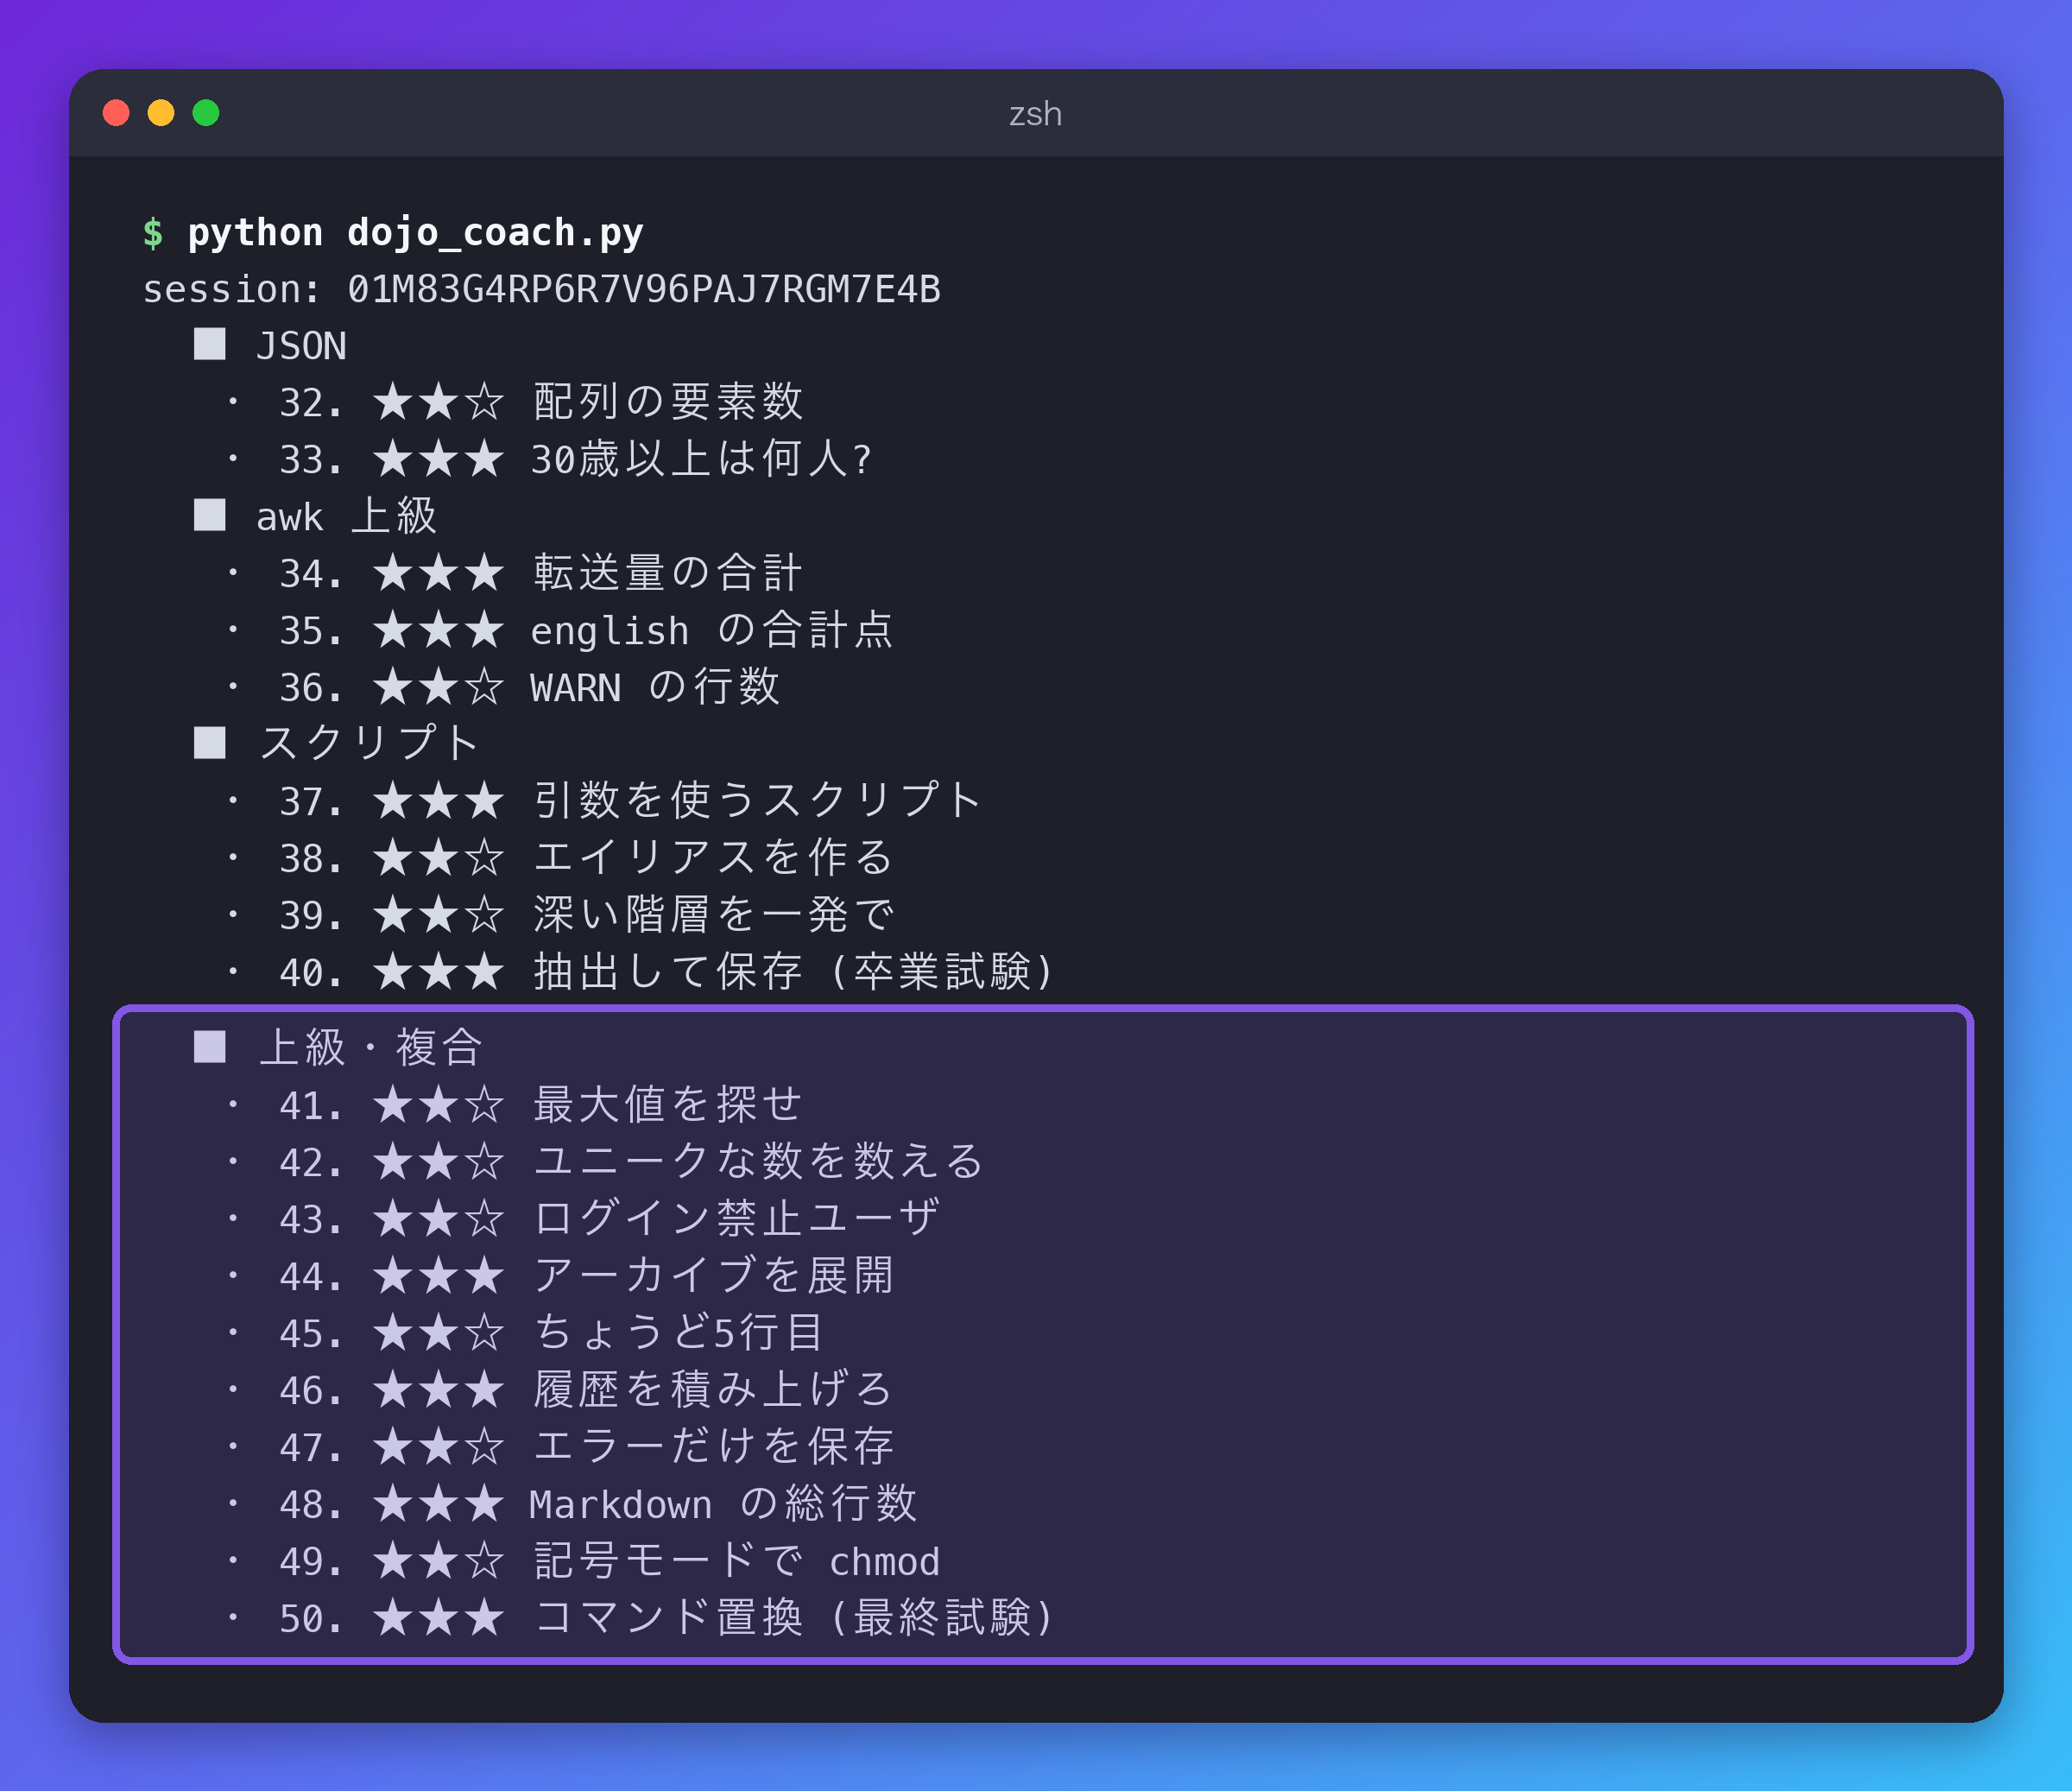 zsh
$ python dojo_coach.py
session: 01M83G4RP6R7V96PAJ7RGM7E4B
■ JSON
・ 32. ★★☆ 配列の要素数
・ 33. ★★★ 30歳以上は何人?
■ awk 上級
・ 34. ★★★ 転送量の合計
・ 35. ★★★ english の合計点
・ 36. ★★☆ WARN の行数
■ スクリプト
・ 37. ★★★ 引数を使うスクリプト
・ 38. ★★☆ エイリアスを作る
・ 39. ★★☆ 深い階層を一発で
・ 40. ★★★ 抽出して保存 (卒業試験)
■ 上級・複合
・ 41. ★★☆ 最大値を探せ
・ 42. ★★☆ ユニークな数を数える
・ 43. ★★☆ ログイン禁止ユーザ
・ 44. ★★★ アーカイブを展開
・ 45. ★★☆ ちょうど5行目
・ 46. ★★★ 履歴を積み上げろ
・ 47. ★★☆ エラーだけを保存
・ 48. ★★★ Markdown の総行数
・ 49. ★★☆ 記号モードで chmod
・ 50. ★★★ コマンド置換 (最終試験)